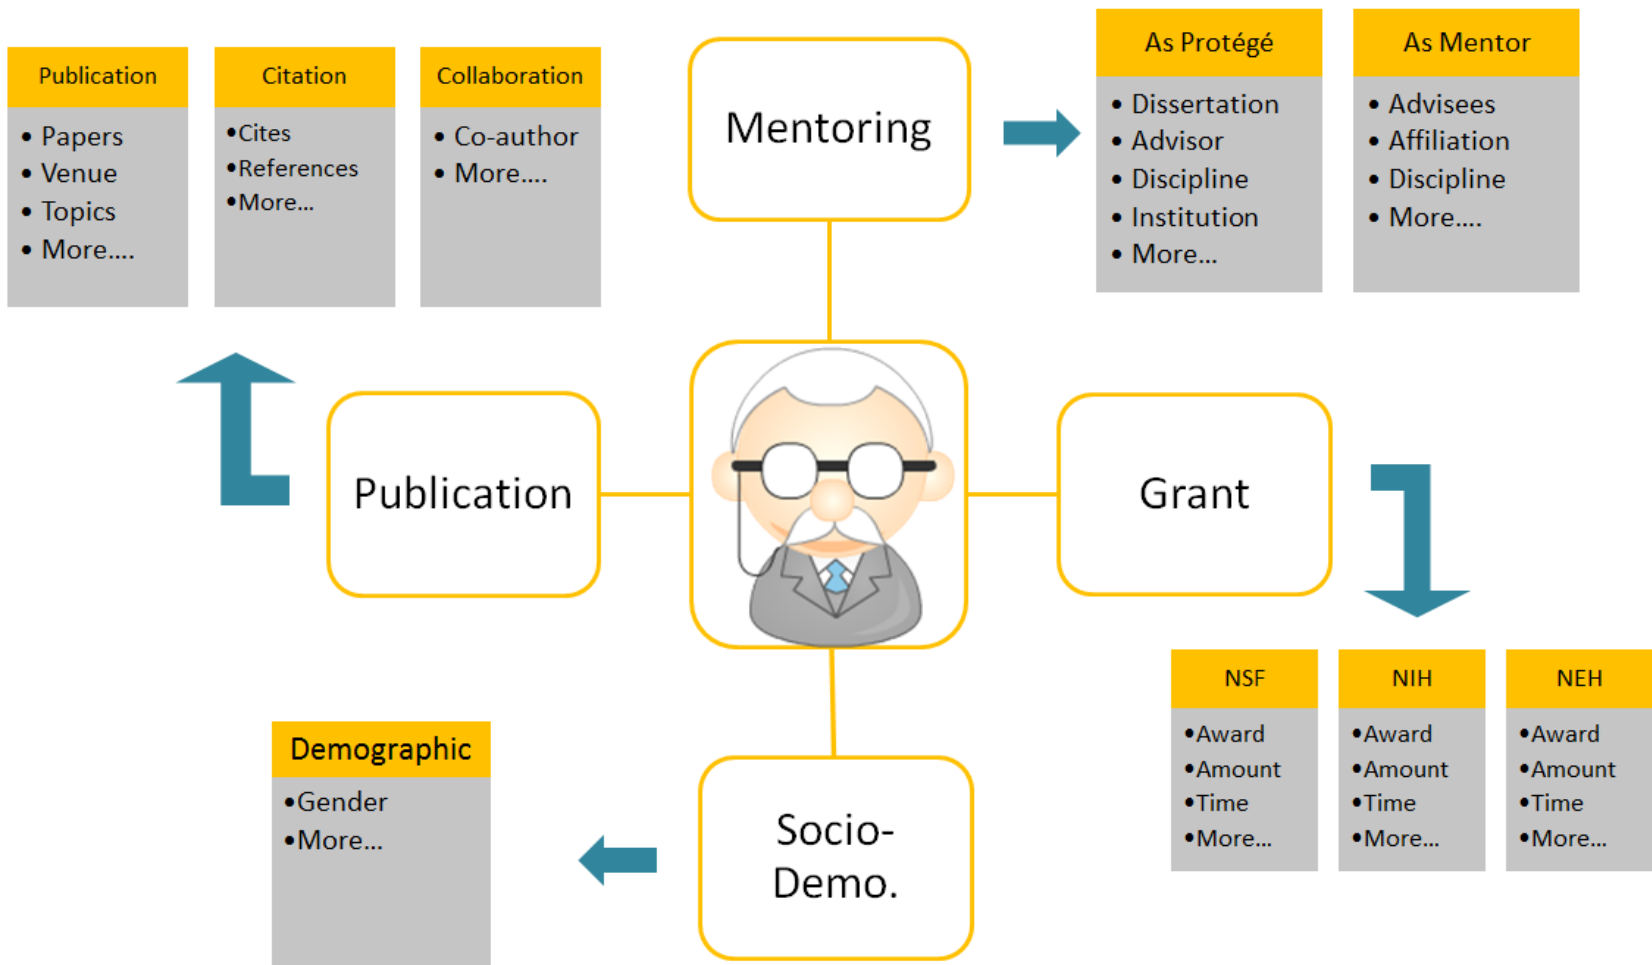 Publication
• Papers
• Venue
• Topics
• More....
Citation
•Cites
•References
•More...
Collaboration
• Co-author
• More....
Mentoring
As Protégé
• Dissertation
• Advisor
• Discipline
• Institution
• More...
As Mentor
• Advisees
• Affiliation
• Discipline
• More....
Publication
Grant
NSF
•Award
•Amount
•Time
•More...
NIH
•Award
•Amount
•Time
•More...
NEH
•Award
•Amount
•Time
•More...
Demographic
•Gender
•More...
Socio-
Demo.